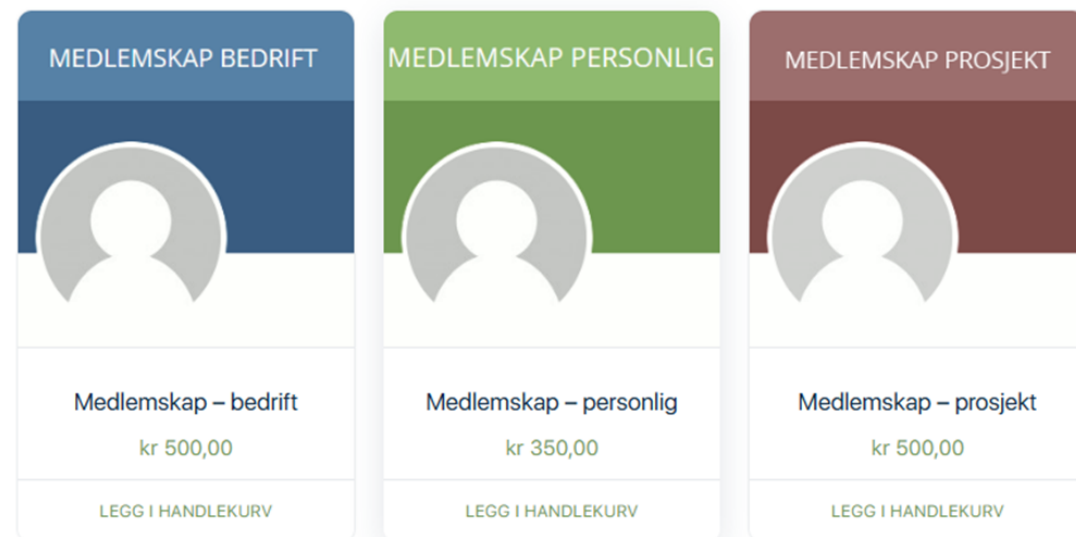 MEDLEMSKAP BEDRIFT
MEDLEMSKAP PERSONLIG
MEDLEMSKAP PROSJEKT
Medlemskap – bedrift
kr 500,00
LEGG I HANDLEKURV
Medlemskap – personlig
kr 350,00
LEGG I HANDLEKURV
Medlemskap – prosjekt
kr 500,00
LEGG I HANDLEKURV